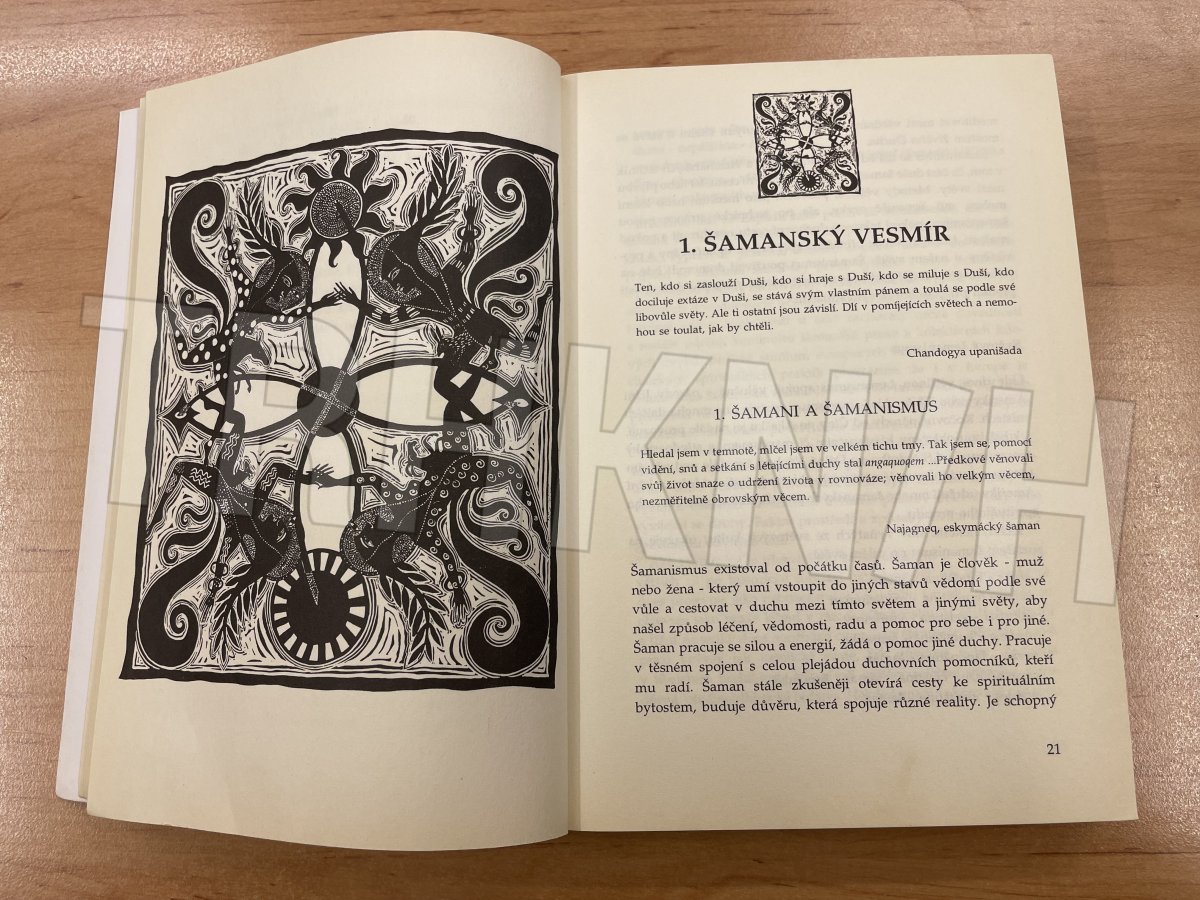 1. ŠAMANSKÝ VESMÍR
Ten, kdo si zaslouží Duši, kdo si hraje s Duší, kdo se miluje s Duší, kdo
dociluje extáze v Duši, se stává svým vlastním pánem a toulá se podle své
libovůle světy. Ale ti ostatní jsou závislí. Dlí v pomíjejících světech a nemo-
hou se toulat, jak by chtěli.
Chandogya upanišada
1. ŠAMANI A ŠAMANISMUS
Hledal jsem v temnotě, mlčel jsem ve velkém tichu tmy. Tak jsem se, pomocí
vidění, snů a setkání s létajícími duchy stal angaquoqem ...Předkové věnovali
svůj život snaze o udržení života v rovnováze; věnovali ho velkým věcem,
nezměřitelně obrovským věcem.
Najagneq, eskymácký šaman
Šamanismus existoval od počátku časů. Šaman je člověk - muž
nebo žena - který umí vstoupit do jiných stavů vědomí podle své
vůle a cestovat v duchu mezi tímto světem a jinými světy, aby
našel způsob léčení, vědomosti, radu a pomoc pro sebe i pro jiné.
Šaman pracuje se silou a energií, žádá o pomoc jiné duchy. Pracuje
v těsném spojení s celou plejádou duchovních pomocníků, kteří
mu radí. Šaman stále zkušeněji otevírá cesty ke spirituálním
bytostem, buduje důvěru, která spojuje různé reality. Je schopný
21
TRHKNIH